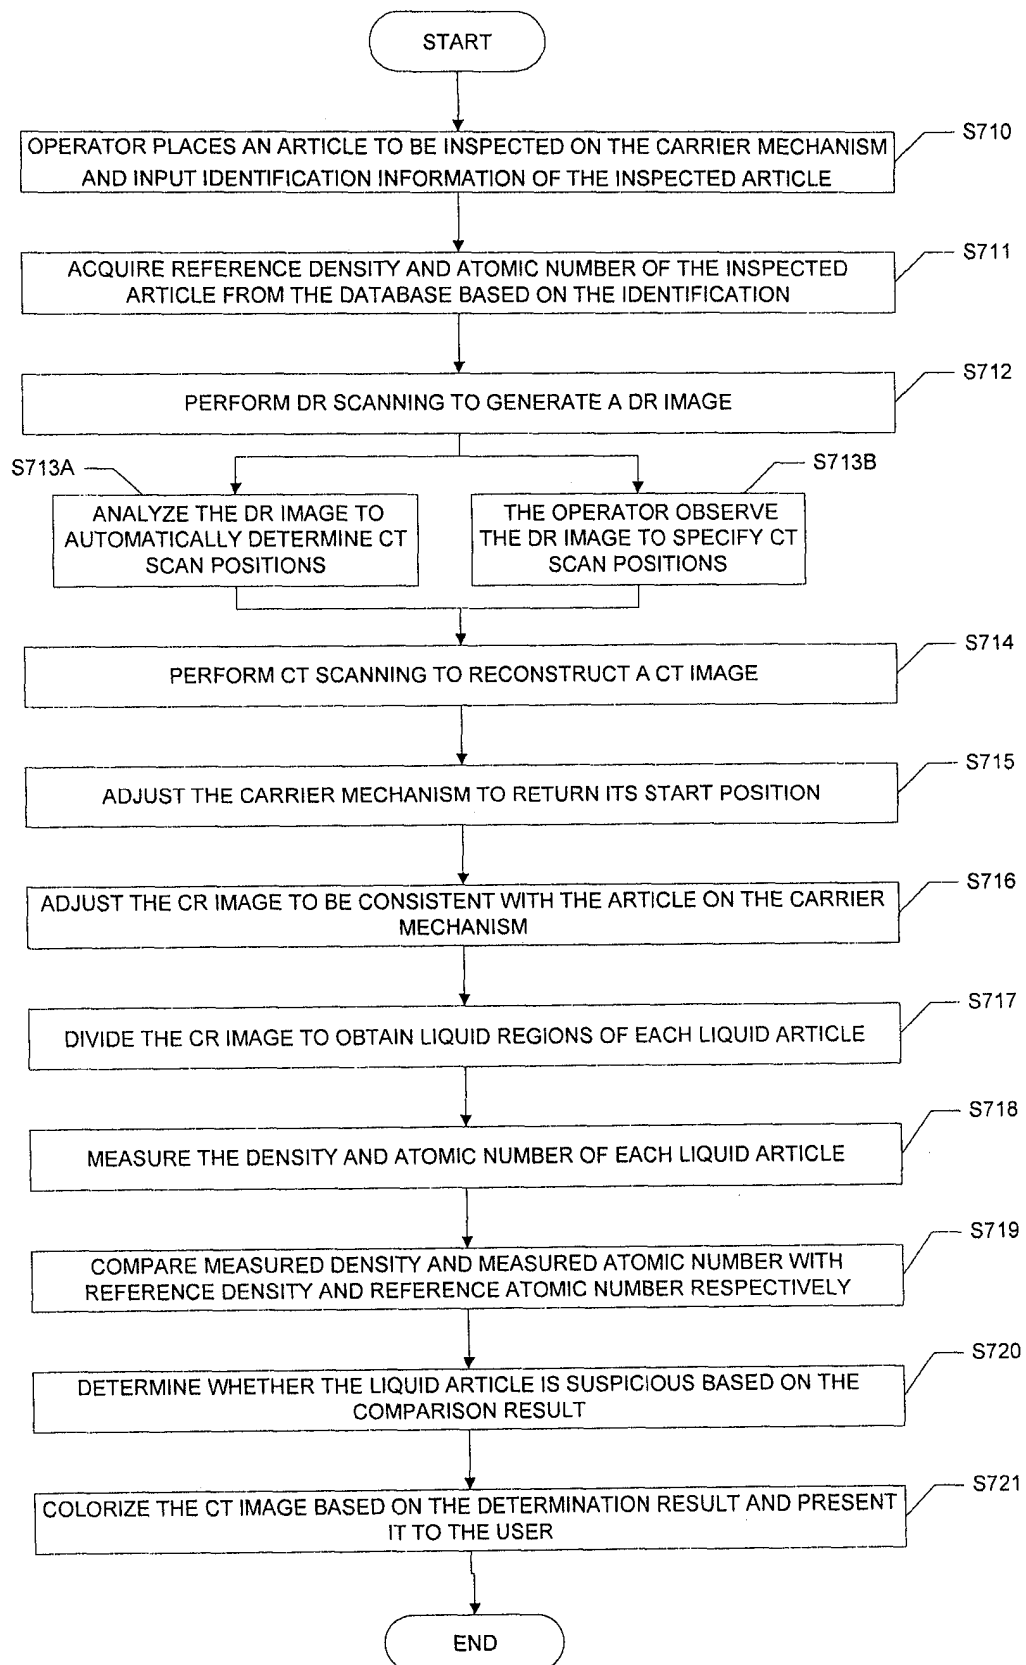 START
S710
OPERATOR PLACES AN ARTICLE TO BE INSPECTED ON THE CARRIER MECHANISM
AND INPUT IDENTIFICATION INFORMATION OF THE INSPECTED ARTICLE
S711
ACQUIRE REFERENCE DENSITY AND ATOMIC NUMBER OF THE INSPECTED
ARTICLE FROM THE DATABASE BASED ON THE IDENTIFICATION
S712
PERFORM DR SCANNING TO GENERATE A DR IMAGE
S713A
ANALYZE THE DR IMAGE TO
AUTOMATICALLY DETERMINE CT
SCAN POSITIONS
S713B
THE OPERATOR OBSERVE
THE DR IMAGE TO SPECIFY CT
SCAN POSITIONS
S714
PERFORM CT SCANNING TO RECONSTRUCT A CT IMAGE
S715
ADJUST THE CARRIER MECHANISM TO RETURN ITS START POSITION
S716
ADJUST THE CR IMAGE TO BE CONSISTENT WITH THE ARTICLE ON THE CARRIER
MECHANISM
S717
DIVIDE THE CR IMAGE TO OBTAIN LIQUID REGIONS OF EACH LIQUID ARTICLE
S718
MEASURE THE DENSITY AND ATOMIC NUMBER OF EACH LIQUID ARTICLE
S719
COMPARE MEASURED DENSITY AND MEASURED ATOMIC NUMBER WITH
REFERENCE DENSITY AND REFERENCE ATOMIC NUMBER RESPECTIVELY
S720
DETERMINE WHETHER THE LIQUID ARTICLE IS SUSPICIOUS BASED ON THE
COMPARISON RESULT
S721
COLORIZE THE CT IMAGE BASED ON THE DETERMINATION RESULT AND PRESENT
IT TO THE USER
END